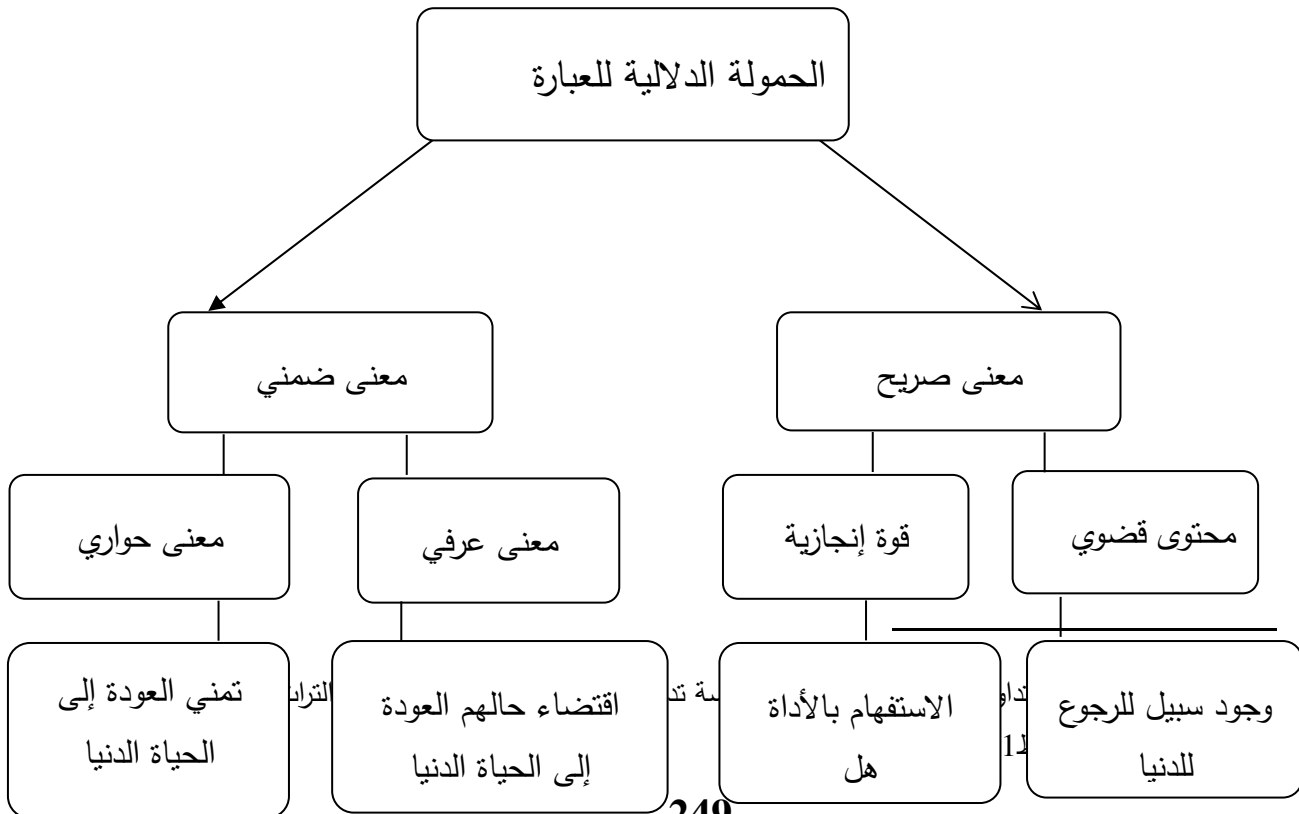 الحمولة الدلالية للعبارة
معنى صريح
معنى ضمني
محتوى قضوي
قوة إنجازية
معنى عرفي
معنى حواري
وجود سبيل للرجوع
للدنيا
الاستفهام بالأداة
هل
اقتضاء حالهم العودة
إلى الحياة الدنيا
تمني العودة إلى
الحياة الدنيا
249